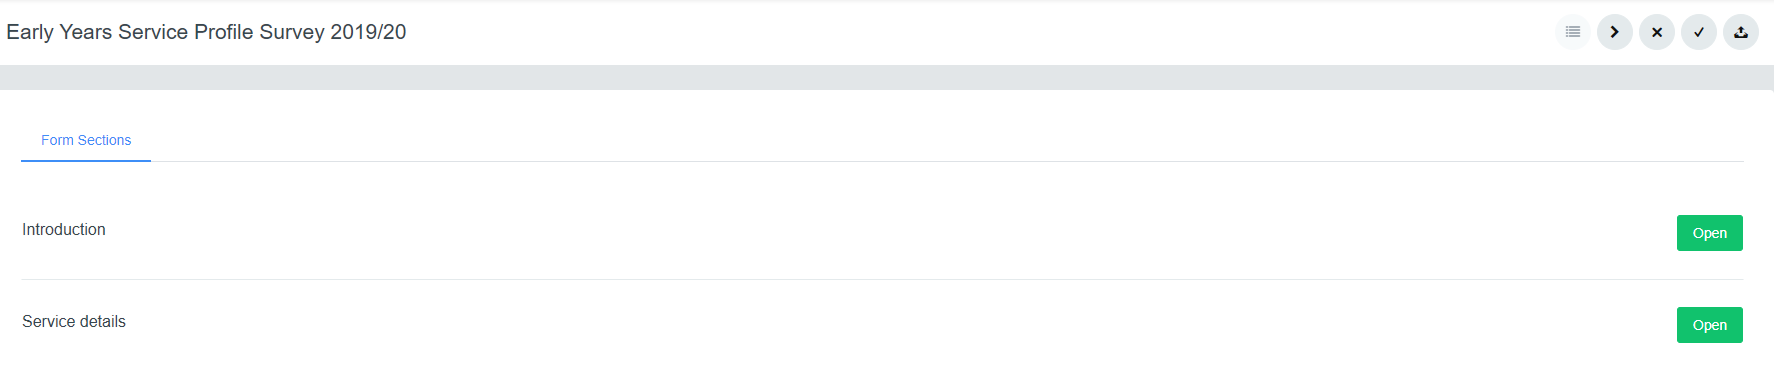 Early Years Service Profile Survey 2019/20
Form Sections
Introduction
Open
Service details
Open